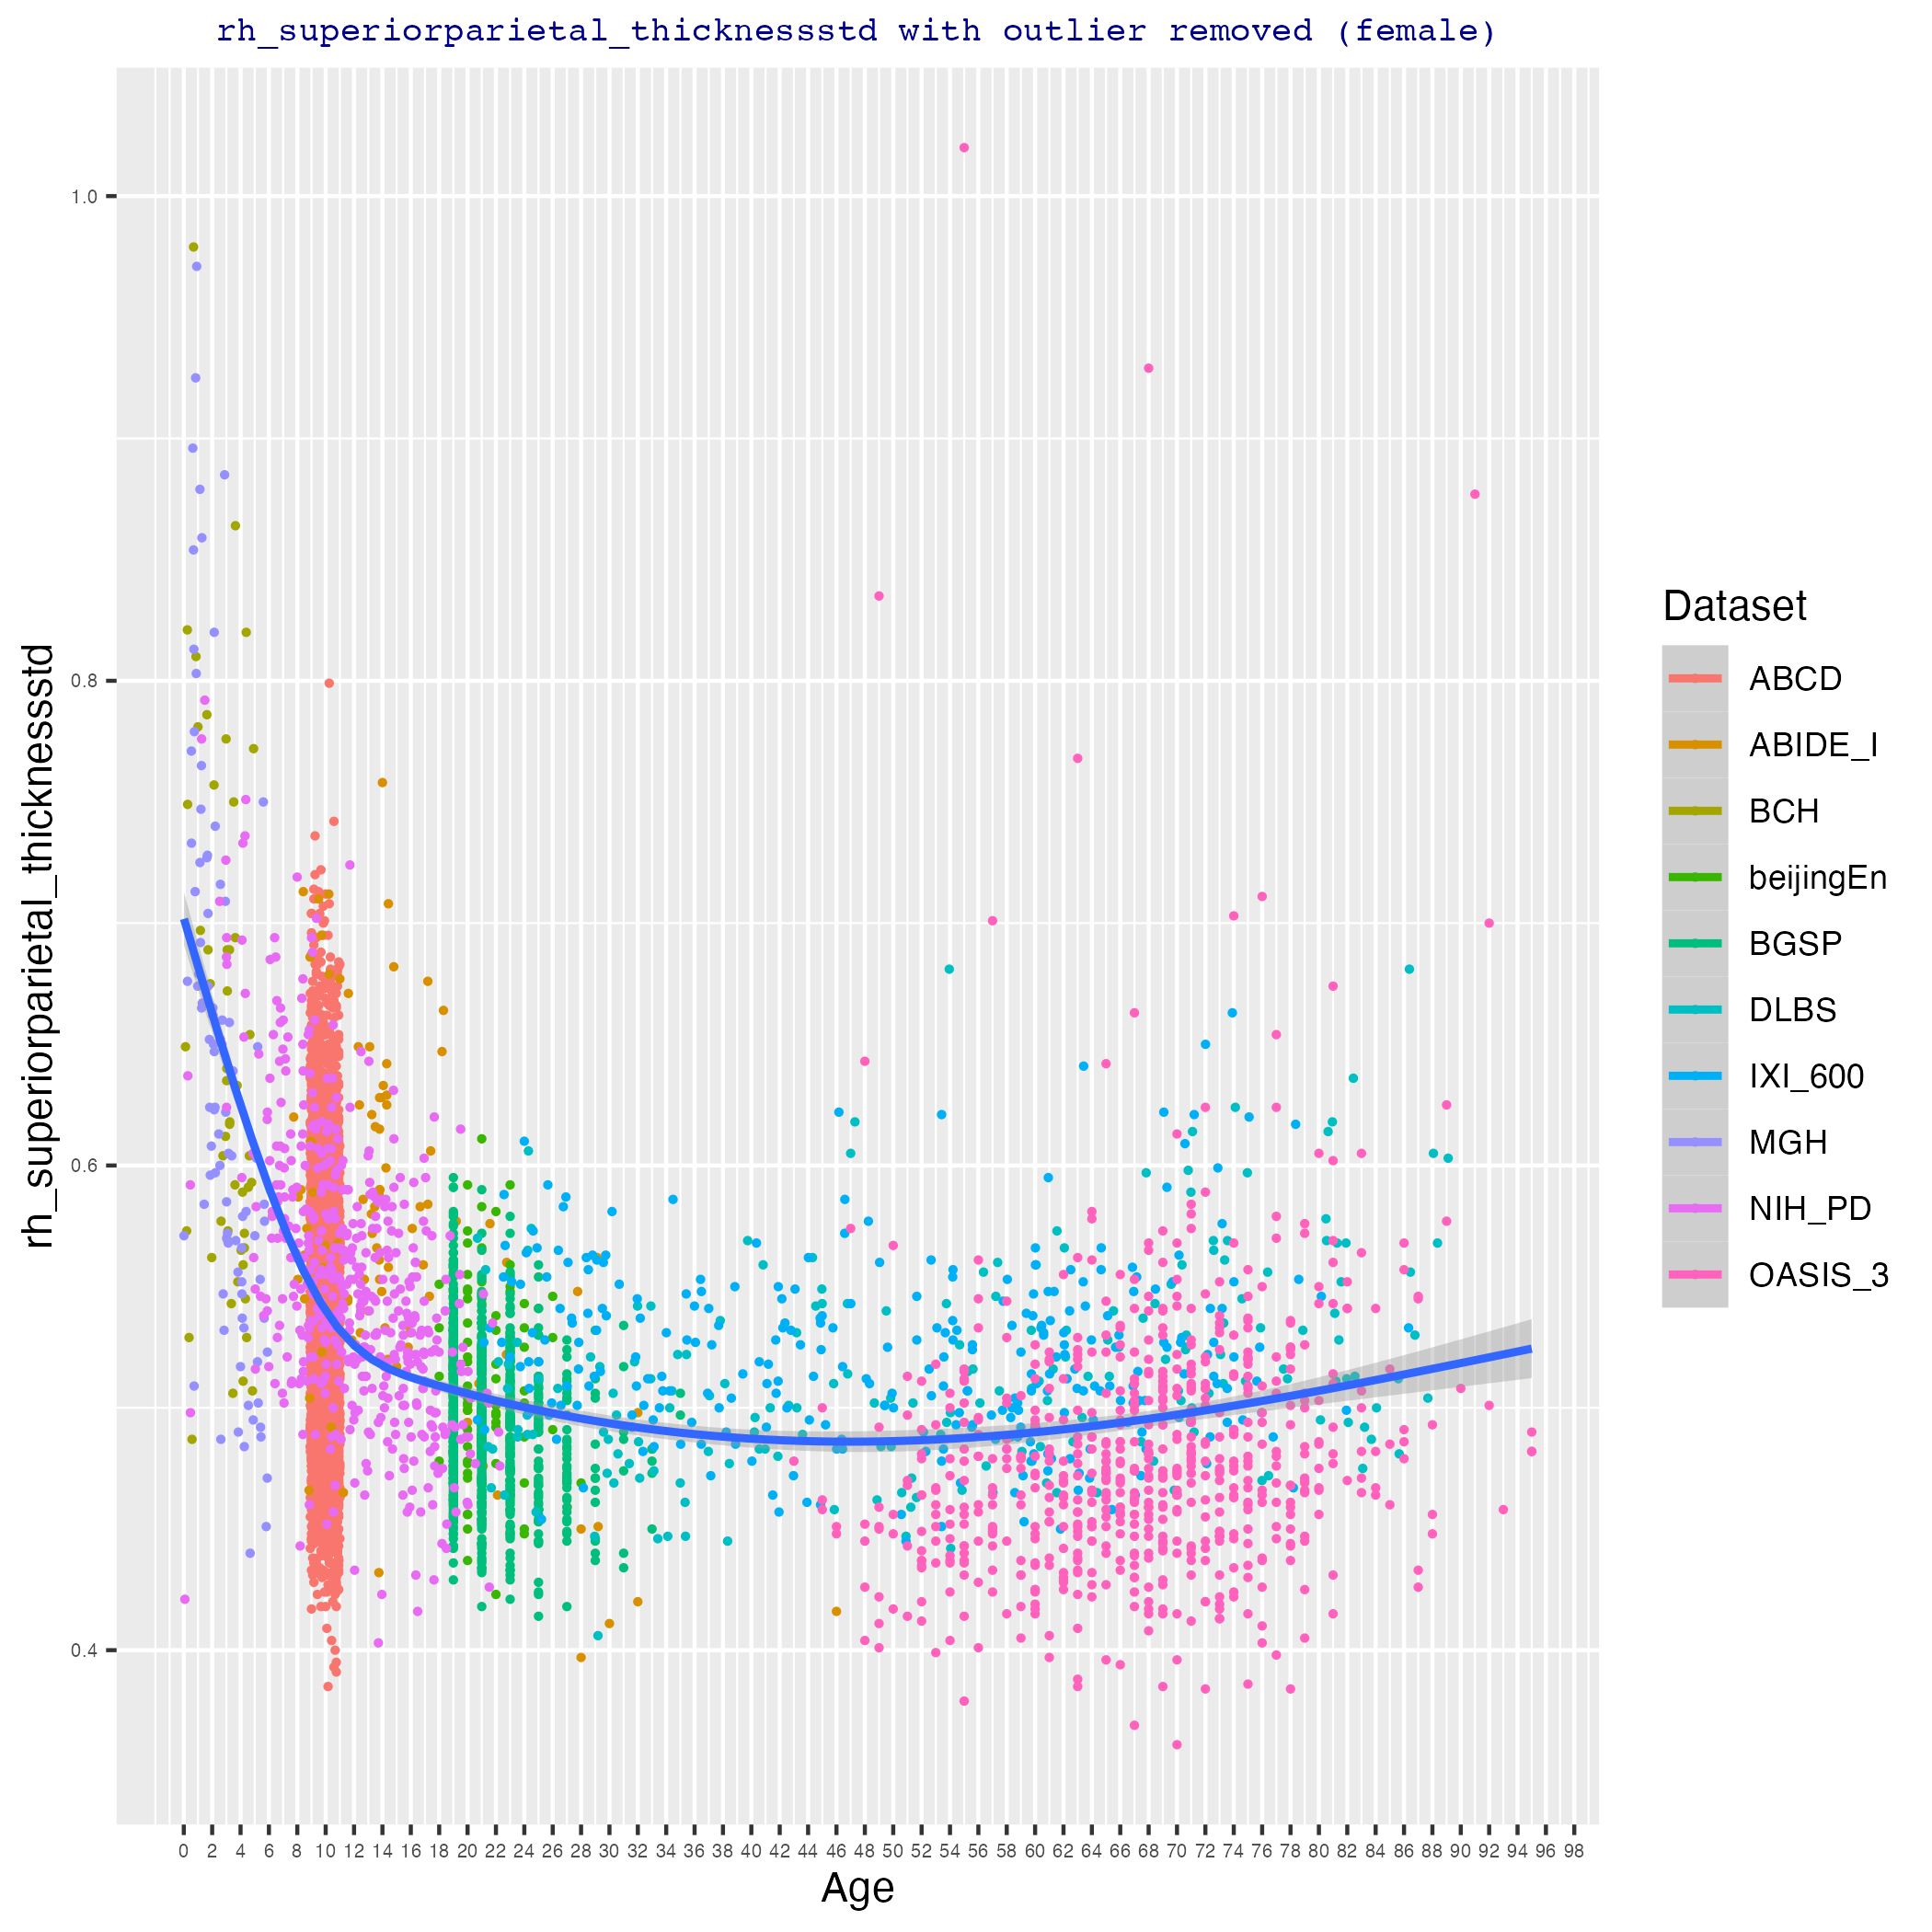 rh_superiorparietal_thicknessstd with outlier removed (female)
rh_superiorparietal_thicknessstd
1.0
0.8
0.6
0.4
0 2 4 6 8 10 12 14 16 18 20 22 24 26 28 30 32 34 36 38 40 42 44 46 48 50 52 54 56 58 60 62 64 66 68 70 72 74 76 78 80 82 84 86 88 90 92 94 96 98
Age
Dataset
ABCD
ABIDE_I
BCH
beijingEn
BGSP
DLBS
IXI_600
MGH
NIH_PD
OASIS_3